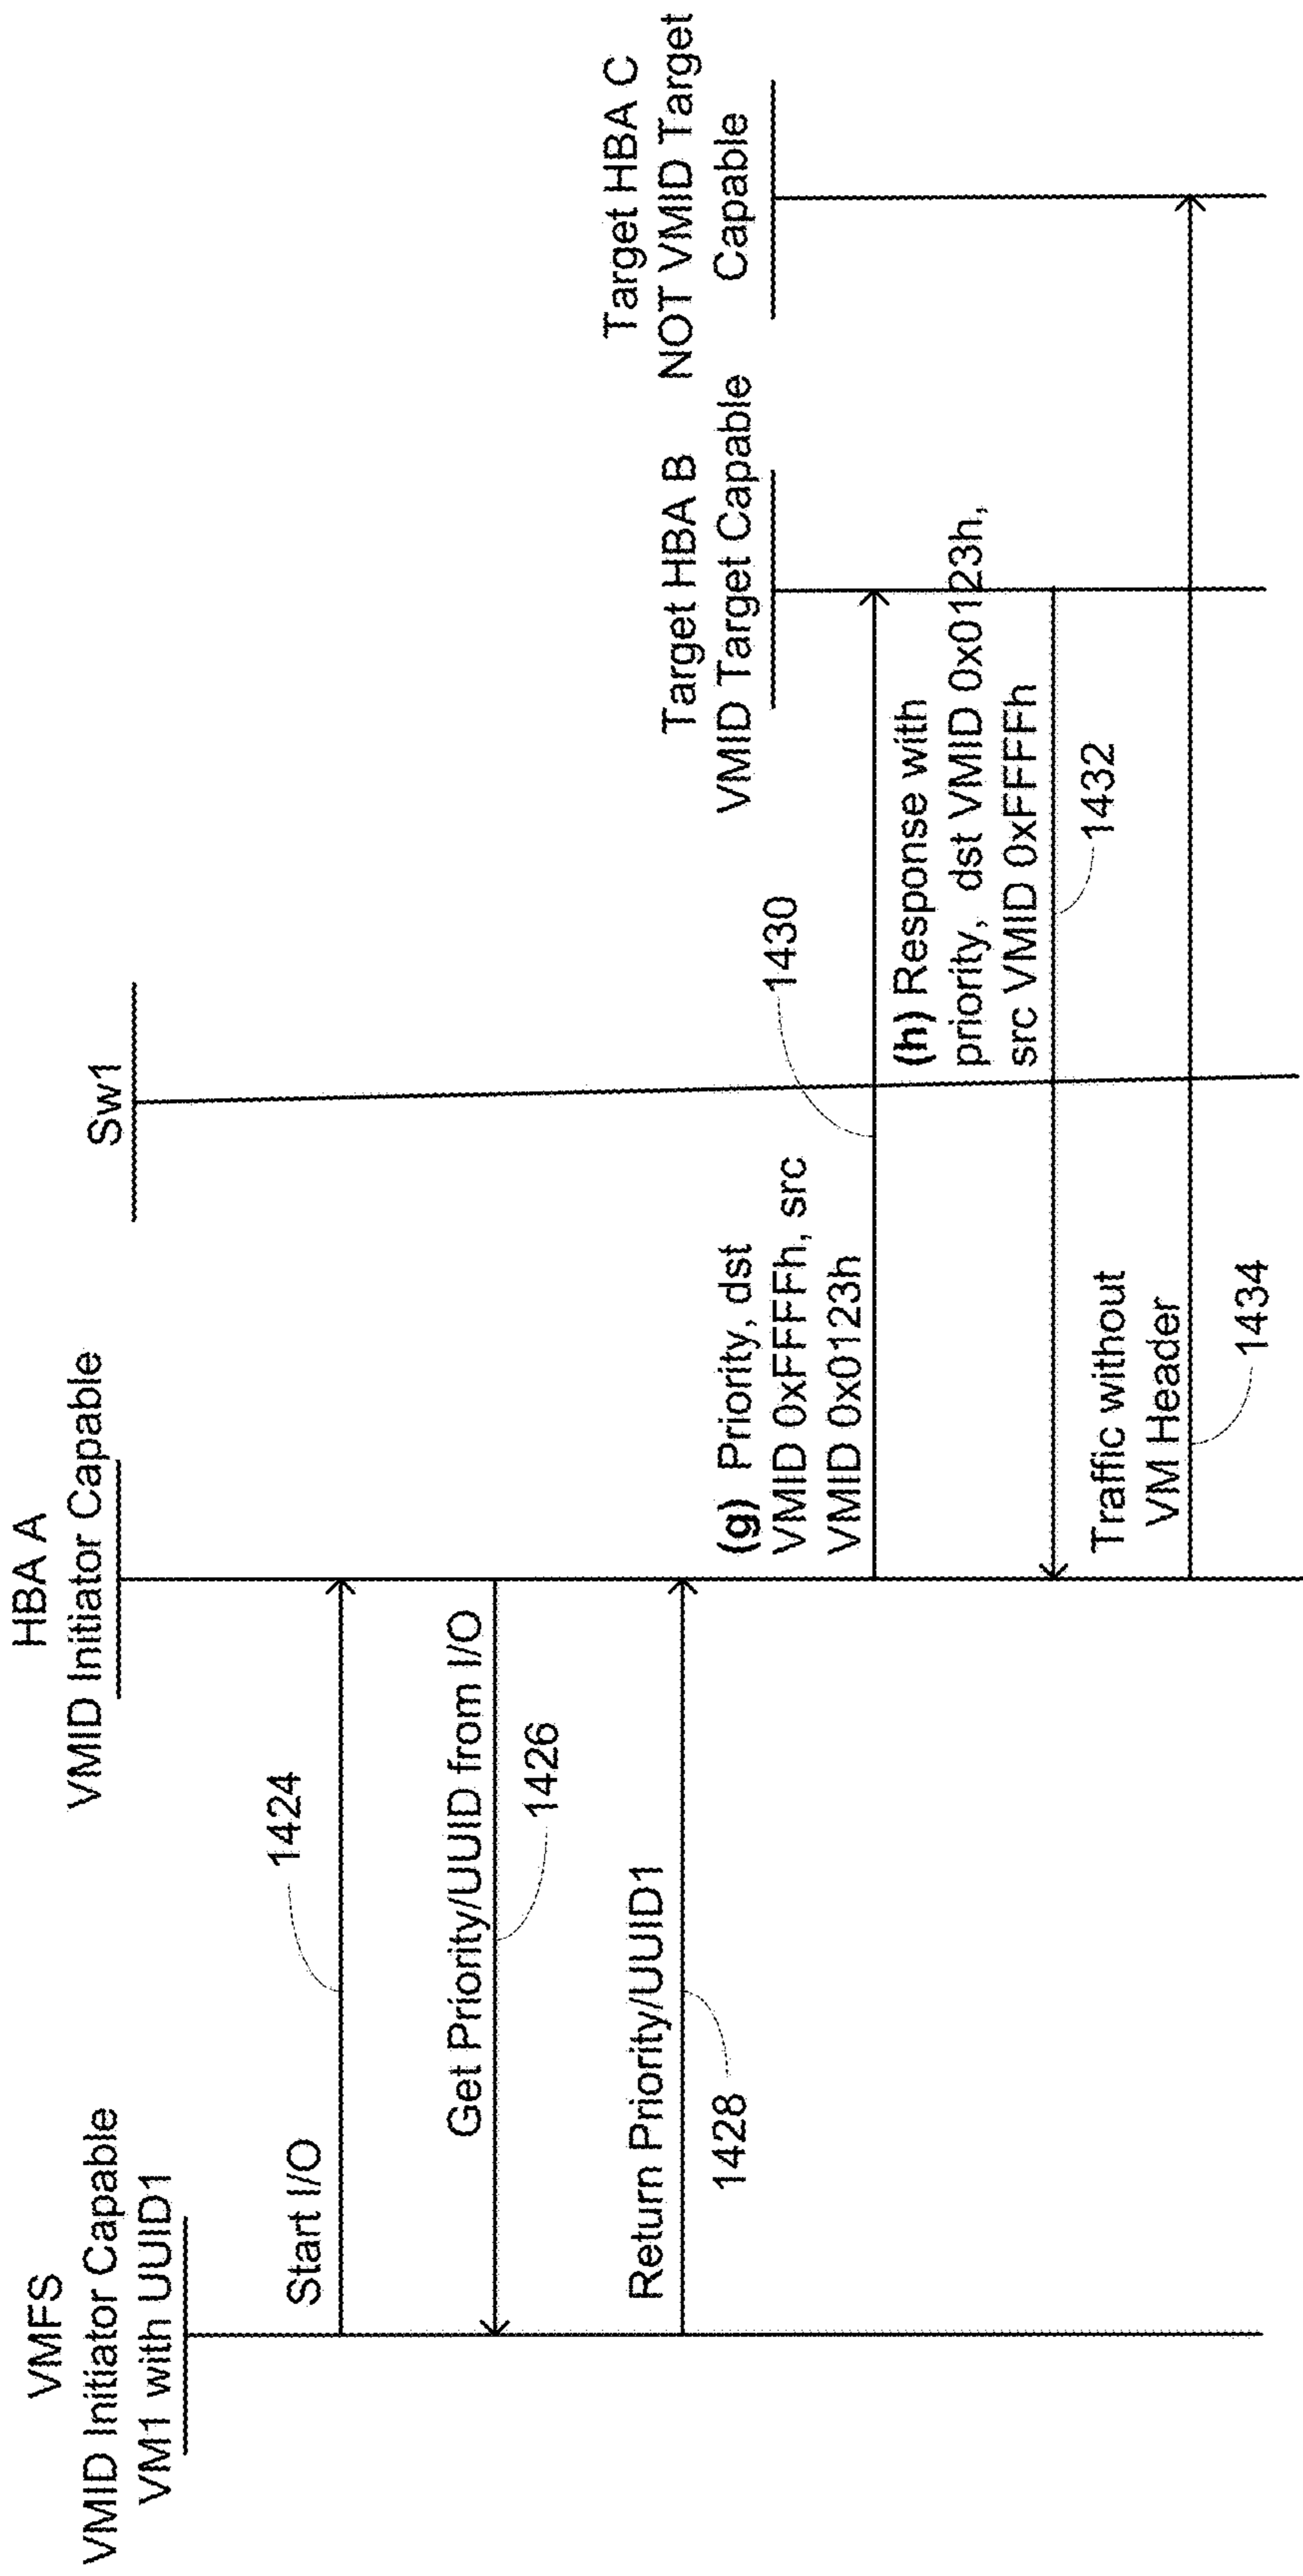 VMFS
VMID Initiator Capable
VM1 with UUID1
HBA A
VMID Initiator Capable
Sw1
Target HBA B
VMID Target Capable
Target HBA C
NOT VMID Target
Capable
Start I/O
1424
Get Priority/UUID from I/O
1426
Return Priority/UUID1
1428
(g) Priority, dst
VMID 0xFFFFh, src
VMID 0x0123h
1430
(h) Response with
priority, dst VMID 0x0123h,
src VMID 0xFFFFh
1432
Traffic without
VM Header
1434